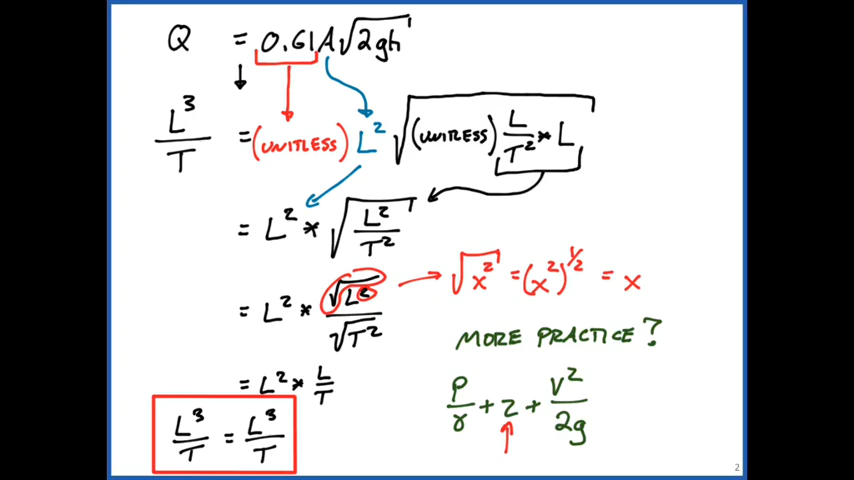 Q = 0.61A√2gh
L³/T = (UNITLESS) L² √(UNITLESS) L/T² * L
= L² * √L²/T²
= L² * √L²/√T² → √x² = (x²)^1/2 = x
MORE PRACTICE?
= L² * L/T
P/γ + z + V²/2g
L³/T = L³/T
2